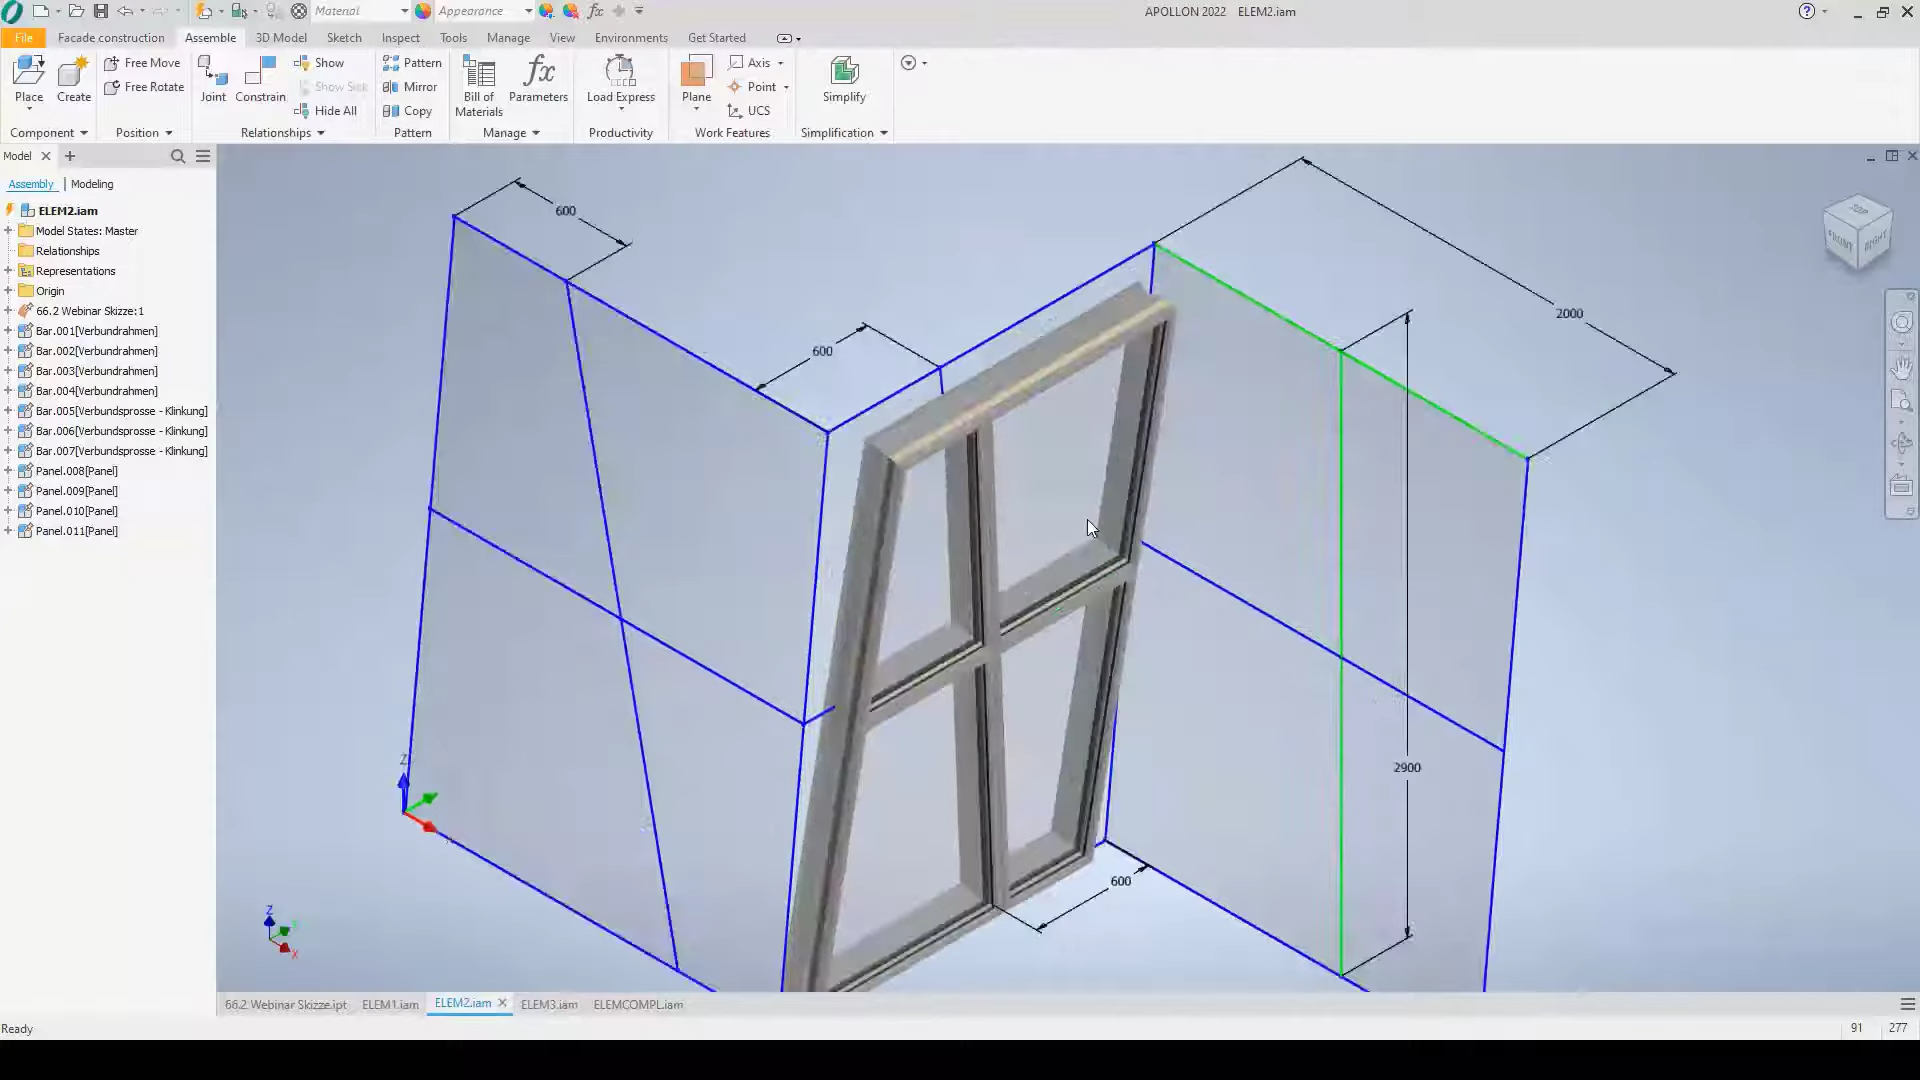 Material
Appearance
fx
APOLLON 2022 ELEM2.iam
File Facade construction Assemble 3D Model Sketch Inspect Tools Manage View Environments Get Started
Place
Create
Free Move
Free Rotate
Joint
Constrain
Show
Show Sick
Hide All
Pattern
Mirror
Copy
Bill of
Materials
fx
Parameters
Load Express
Plane
Axis
Point
UCS
Simplify
Component Position Relationships Pattern Manage Productivity Work Features Simplification
Model
Assembly Modeling
ELEM2.iam
Model States: Master
Relationships
Representations
Origin
66.2 Webinar Skizze:1
Bar.001[Verbundrahmen]
Bar.002[Verbundrahmen]
Bar.003[Verbundrahmen]
Bar.004[Verbundrahmen]
Bar.005[Verbundsprosse - Klinkung]
Bar.006[Verbundsprosse - Klinkung]
Bar.007[Verbundsprosse - Klinkung]
Panel.008[Panel]
Panel.009[Panel]
Panel.010[Panel]
Panel.011[Panel]
600
600
2000
2900
600
TOP
FRONT
RIGHT
Z
Z
X
66.2 Webinar Skizze.ipt ELEM1.iam ELEM2.iam ELEM3.iam ELEMCOMPL.iam
Ready
91 277